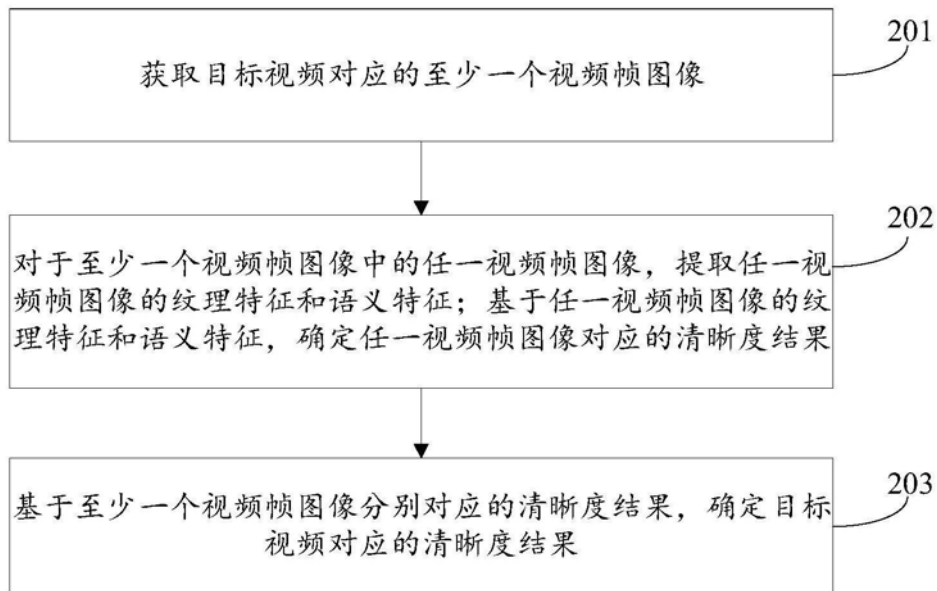 201
获取目标视频对应的至少一个视频帧图像
202
对于至少一个视频帧图像中的任一视频帧图像，提取任一视
频帧图像的纹理特征和语义特征；基于任一视频帧图像的纹
理特征和语义特征，确定任一视频帧图像对应的清晰度结果
203
基于至少一个视频帧图像分别对应的清晰度结果，确定目标
视频对应的清晰度结果